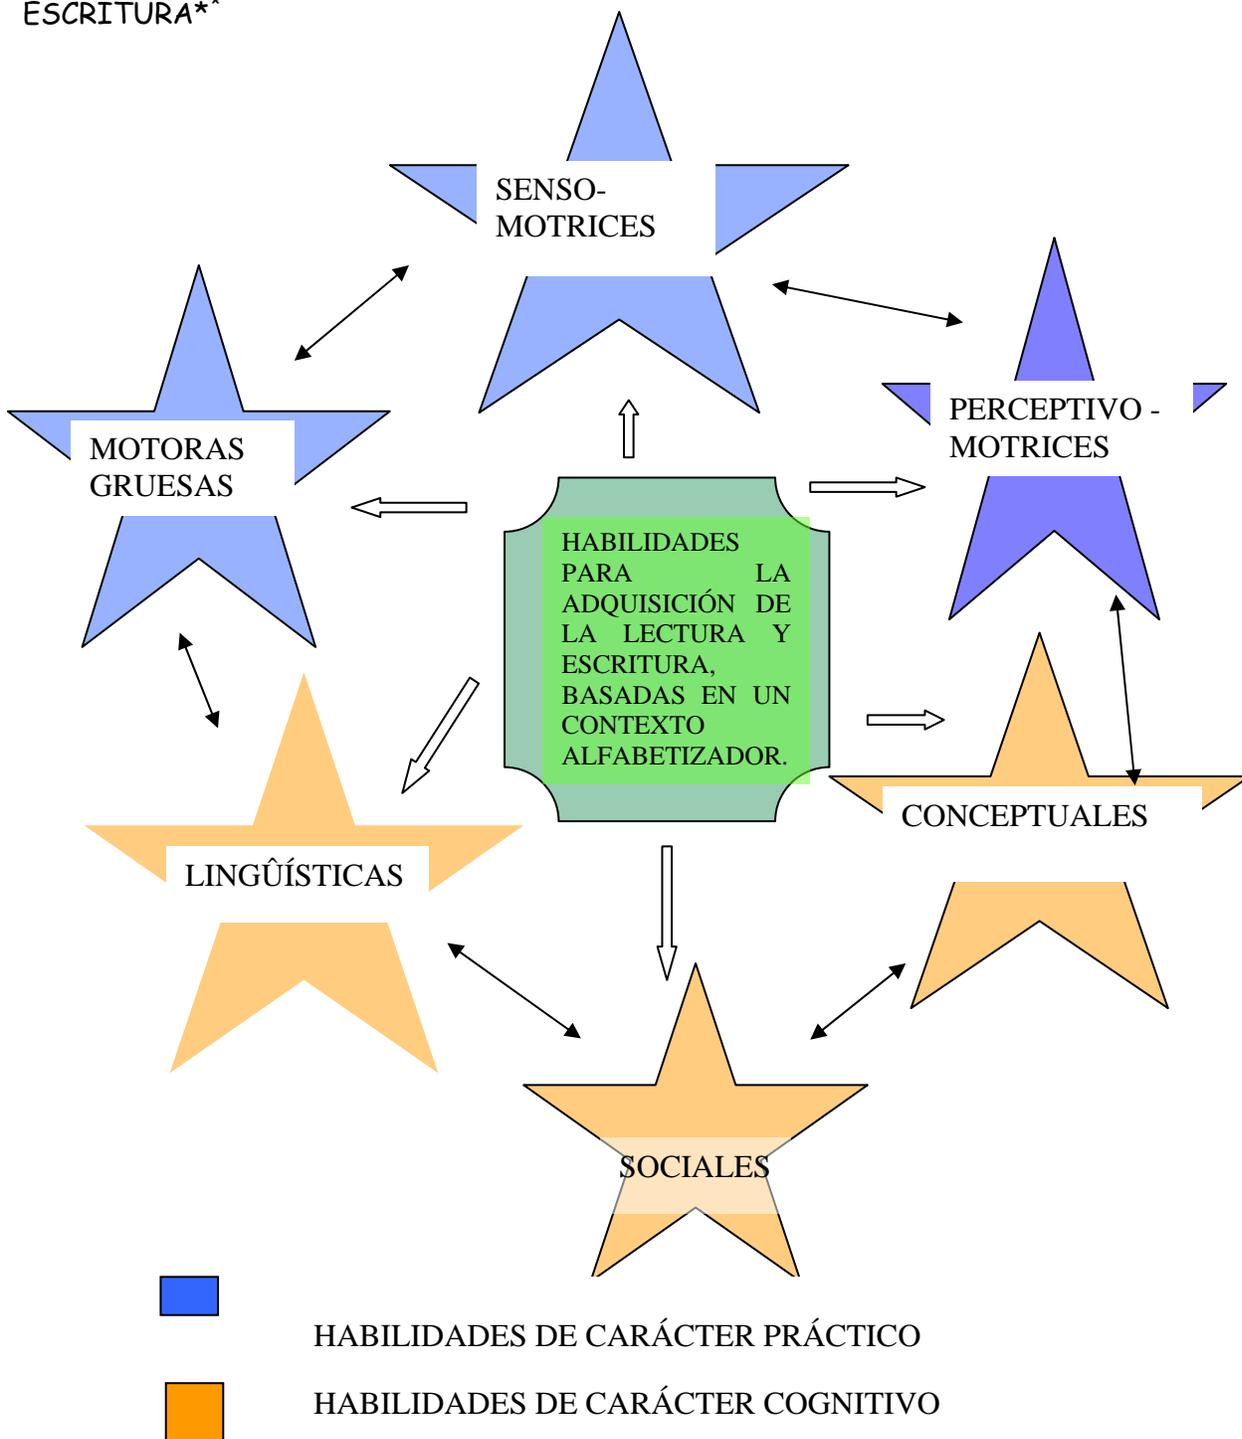 ESCRITURA**
SENSO-
MOTRICES
MOTORAS
GRUESAS
PERCEPTIVO -
MOTRICES
HABILIDADES
PARA LA
ADQUISICIÓN DE
LA LECTURA Y
ESCRITURA,
BASADAS EN UN
CONTEXTO
ALFABETIZADOR.
CONCEPTUALES
LINGÛÍSTICAS
SOCIALES
HABILIDADES DE CARÁCTER PRÁCTICO
HABILIDADES DE CARÁCTER COGNITIVO